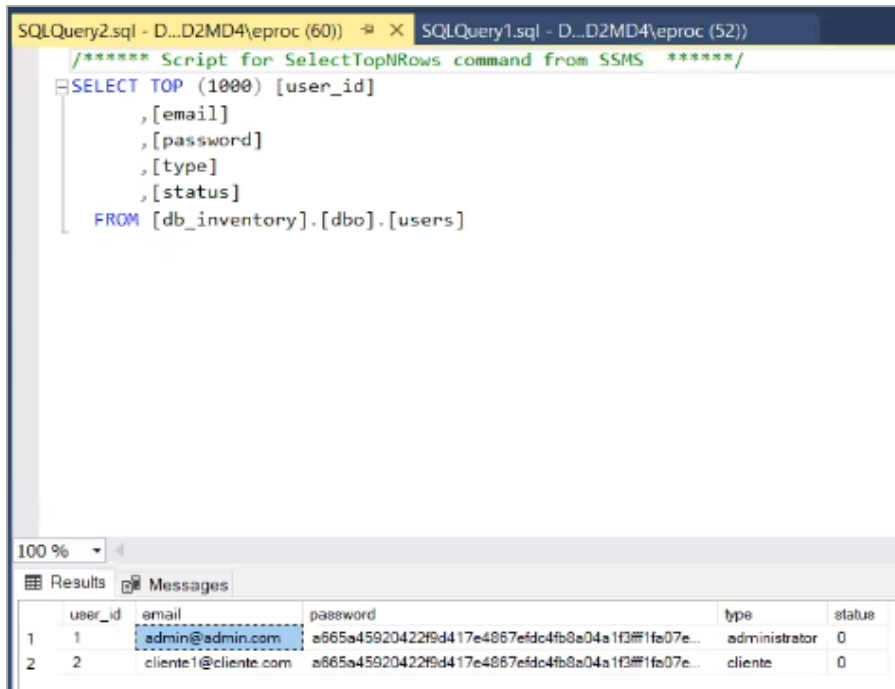 SQLQuery2.sql - D...D2MD4\eproc (60)) SQLQuery1.sql - D...D2MD4\eproc (52))
/****** Script for SelectTopNRows command from SSMS ******/
SELECT TOP (1000) [user_id]
,[email]
,[password]
,[type]
,[status]
FROM [db_inventory].[dbo].[users]
100 %
Results Messages
user_id email password type status
1 1 admin@admin.com a665a45920422f9d417e4867efdc4fb8a04a1f3fff1fa07e... administrator 0
2 2 cliente1@cliente.com a665a45920422f9d417e4867efdc4fb8a04a1f3fff1fa07e... cliente 0